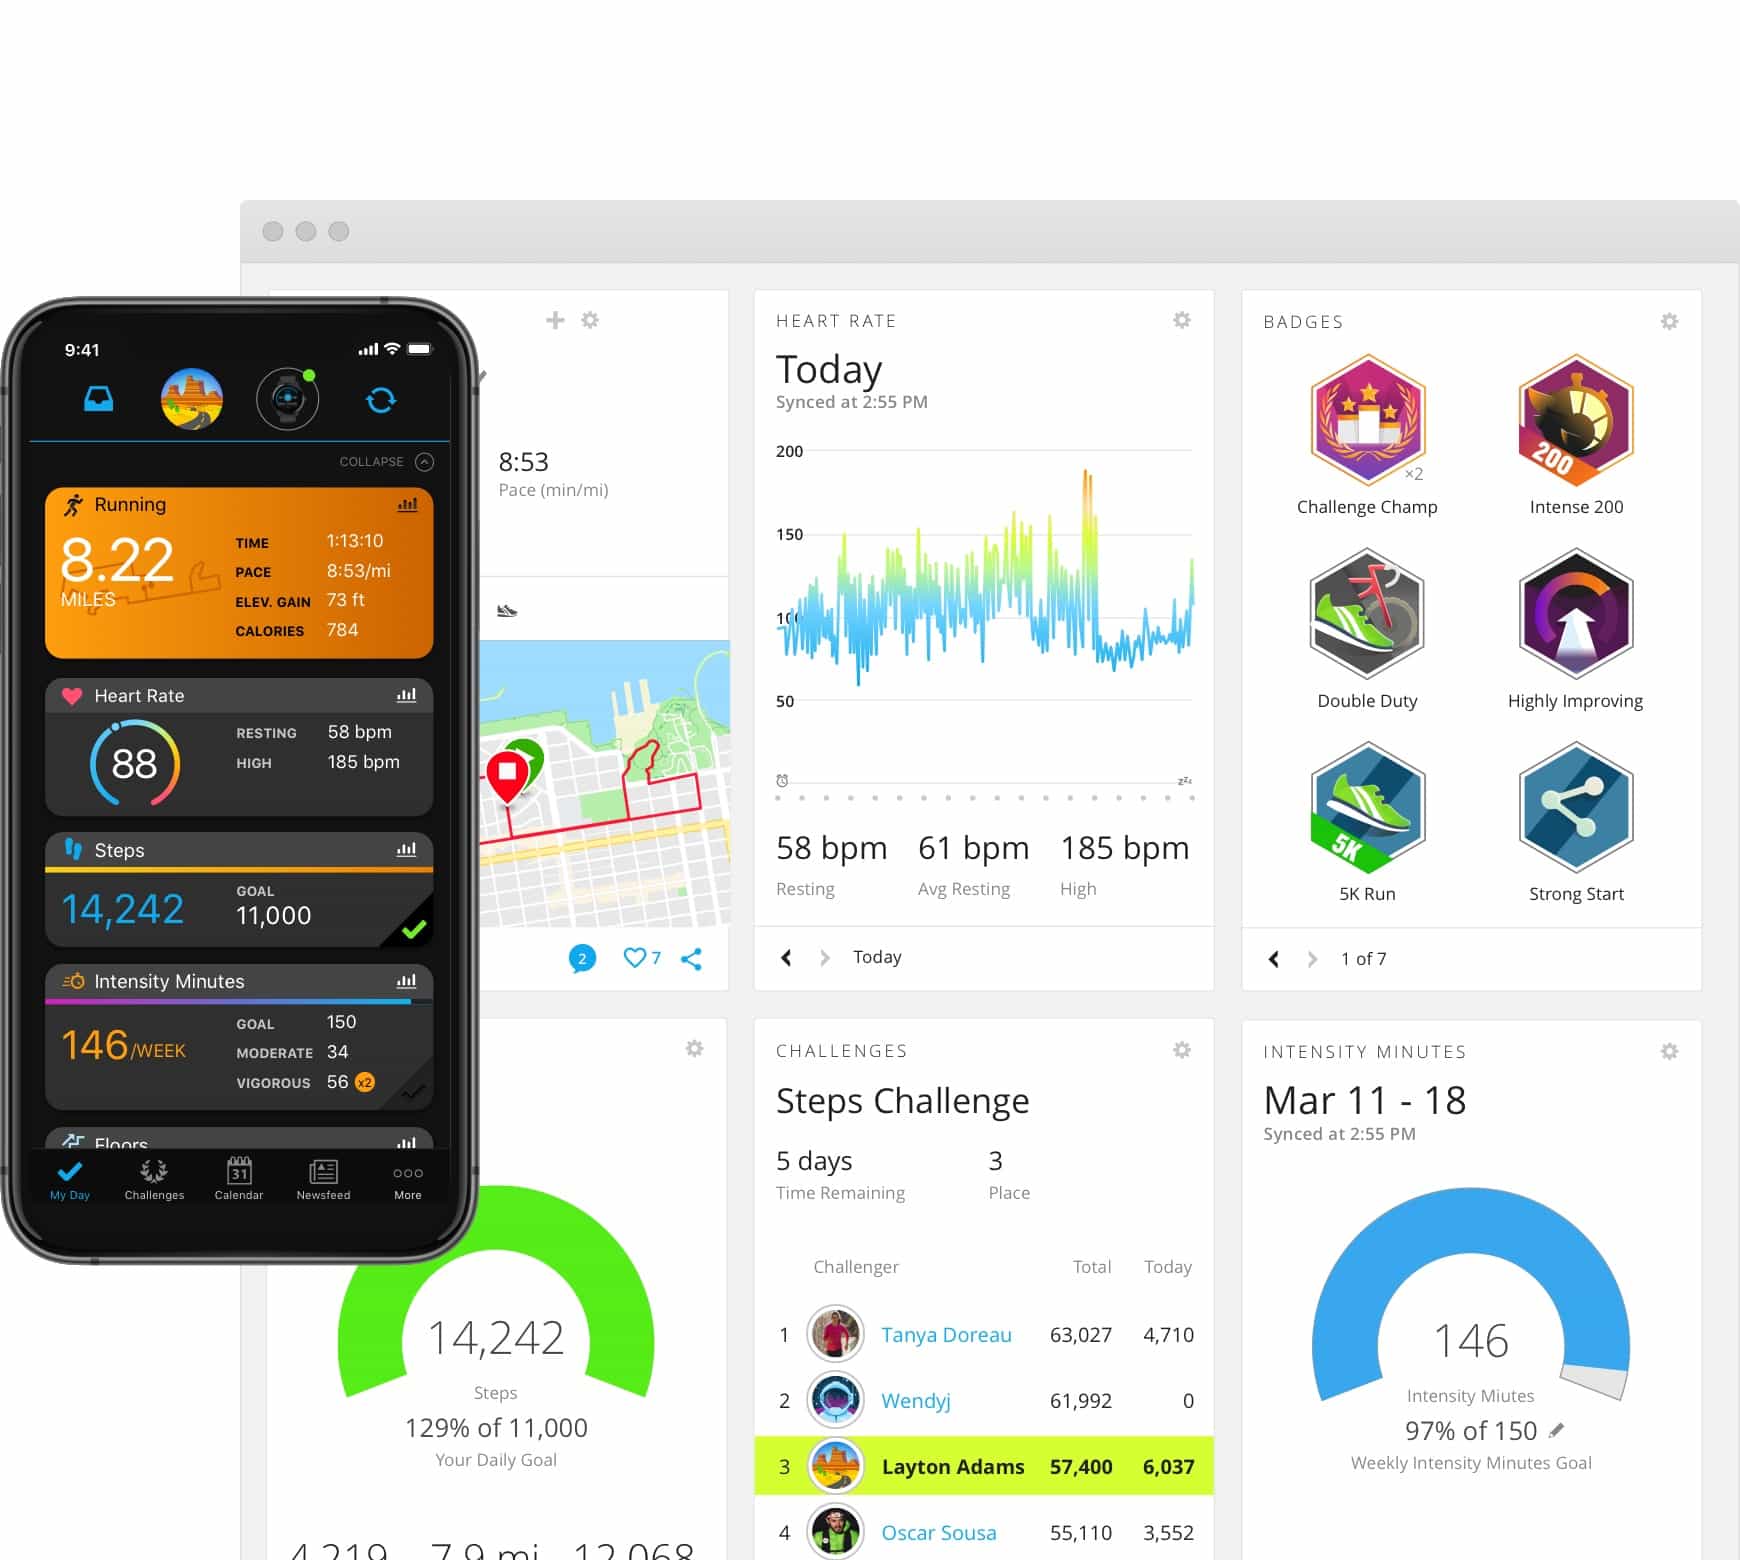 9:41
COLLAPSE
Running
8.22
MILES
TIME 1:13:10
PACE 8:53/mi
ELEV. GAIN 73 ft
CALORIES 784
Heart Rate
88
RESTING 58 bpm
HIGH 185 bpm
Steps
14,242
GOAL
11,000
Intensity Minutes
146/WEEK
GOAL 150
MODERATE 34
VIGOROUS 56 x2
Floors
My Day
Challenges
31
Calendar
Newsfeed
More
8:53
Pace (min/mi)
2
7
HEART RATE
Today
Synced at 2:55 PM
200
150
100
50
zzz
58 bpm 61 bpm 185 bpm
Resting Avg Resting High
Today
BADGES
×2
200
Challenge Champ Intense 200
Double Duty Highly Improving
5K
5K Run Strong Start
1 of 7
14,242
Steps
129% of 11,000
Your Daily Goal
4,219 7.9 mi 12,068
CHALLENGES
Steps Challenge
5 days 3
Time Remaining Place
Challenger Total Today
1 Tanya Doreau 63,027 4,710
2 Wendyj 61,992 0
3 Layton Adams 57,400 6,037
4 Oscar Sousa 55,110 3,552
INTENSITY MINUTES
Mar 11 - 18
Synced at 2:55 PM
146
Intensity Miutes
97% of 150
Weekly Intensity Minutes Goal